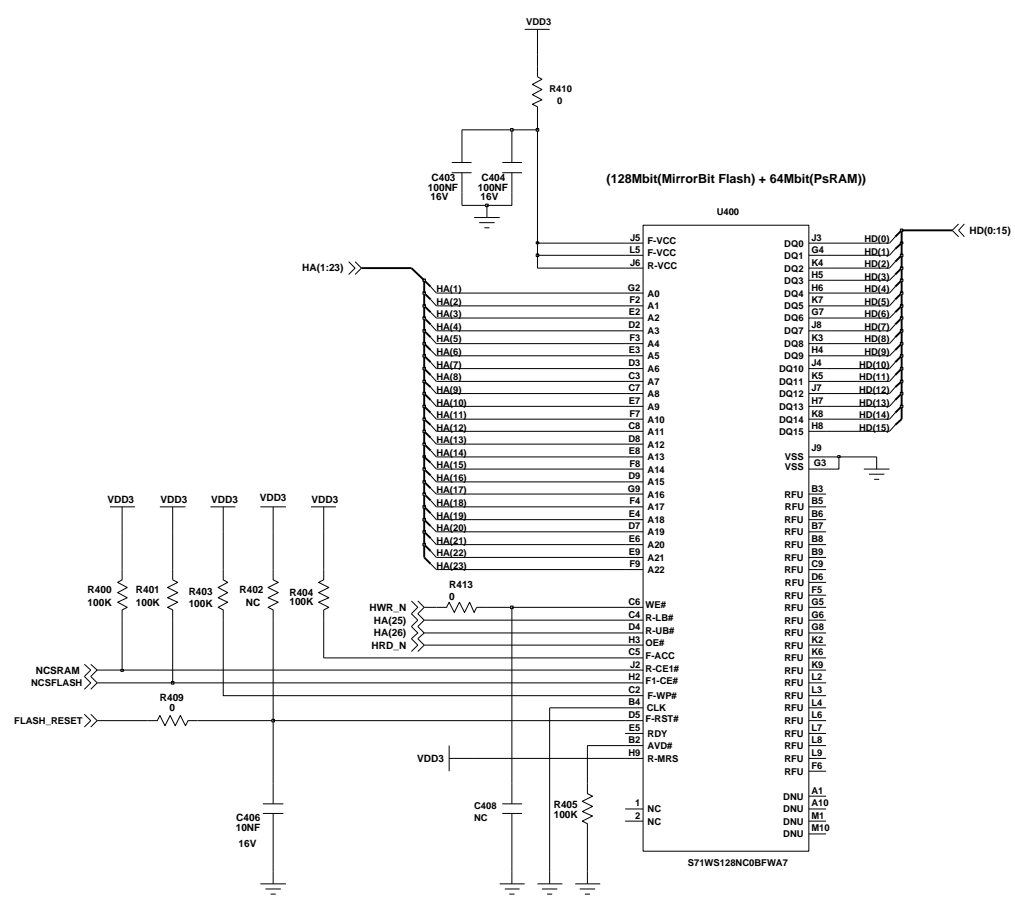 VDD3
R410
0
C403
100NF
16V
C404
100NF
16V
(128Mbit(MirrorBit Flash) + 64Mbit(PsRAM))
U400
HA(1:23)
HD(0:15)
J5 F-VCC
L5 F-VCC
J6 R-VCC
HA(1) G2 A0
HA(2) F2 A1
HA(3) E2 A2
HA(4) D2 A3
HA(5) F3 A4
HA(6) E3 A5
HA(7) D3 A6
HA(8) C3 A7
HA(9) C7 A8
HA(10) E7 A9
HA(11) F7 A10
HA(12) C8 A11
HA(13) D8 A12
HA(14) E8 A13
HA(15) F8 A14
HA(16) D9 A15
HA(17) G9 A16
HA(18) F4 A17
HA(19) E4 A18
HA(20) D7 A19
HA(21) E6 A20
HA(22) E9 A21
HA(23) F9 A22
DQ0 J3 HD(0)
DQ1 G4 HD(1)
DQ2 K4 HD(2)
DQ3 H5 HD(3)
DQ4 H6 HD(4)
DQ5 K7 HD(5)
DQ6 G7 HD(6)
DQ7 J8 HD(7)
DQ8 K3 HD(8)
DQ9 H4 HD(9)
DQ10 J4 HD(10)
DQ11 K5 HD(11)
DQ12 J7 HD(12)
DQ13 H7 HD(13)
DQ14 K8 HD(14)
DQ15 H8 HD(15)
VSS J9
VSS G3
RFU B3
RFU B5
RFU B6
RFU B7
RFU B8
RFU B9
RFU C9
RFU D6
RFU F5
RFU G5
RFU G6
RFU G8
RFU K2
RFU K6
RFU K9
RFU L2
RFU L3
RFU L4
RFU L6
RFU L7
RFU L8
RFU L9
RFU F6
DNU A1
DNU A10
DNU M1
DNU M10
VDD3 VDD3 VDD3 VDD3 VDD3
R400
100K
R401
100K
R403
100K
R402
NC
R404
100K
R413
0
HWR_N C6 WE#
HA(25) C4 R-LB#
HA(26) D4 R-UB#
HRD_N H3 OE#
C5 F-ACC
NCSRAM J2 R-CE1#
NCSFLASH H2 F1-CE#
C2 F-WP#
B4 CLK
R409
0
FLASH_RESET D5 F-RST#
E5 RDY
B2 AVD#
VDD3 H9 R-MRS
1 NC
2 NC
C406
10NF
16V
C408
NC
R405
100K
S71WS128NC0BFWA7